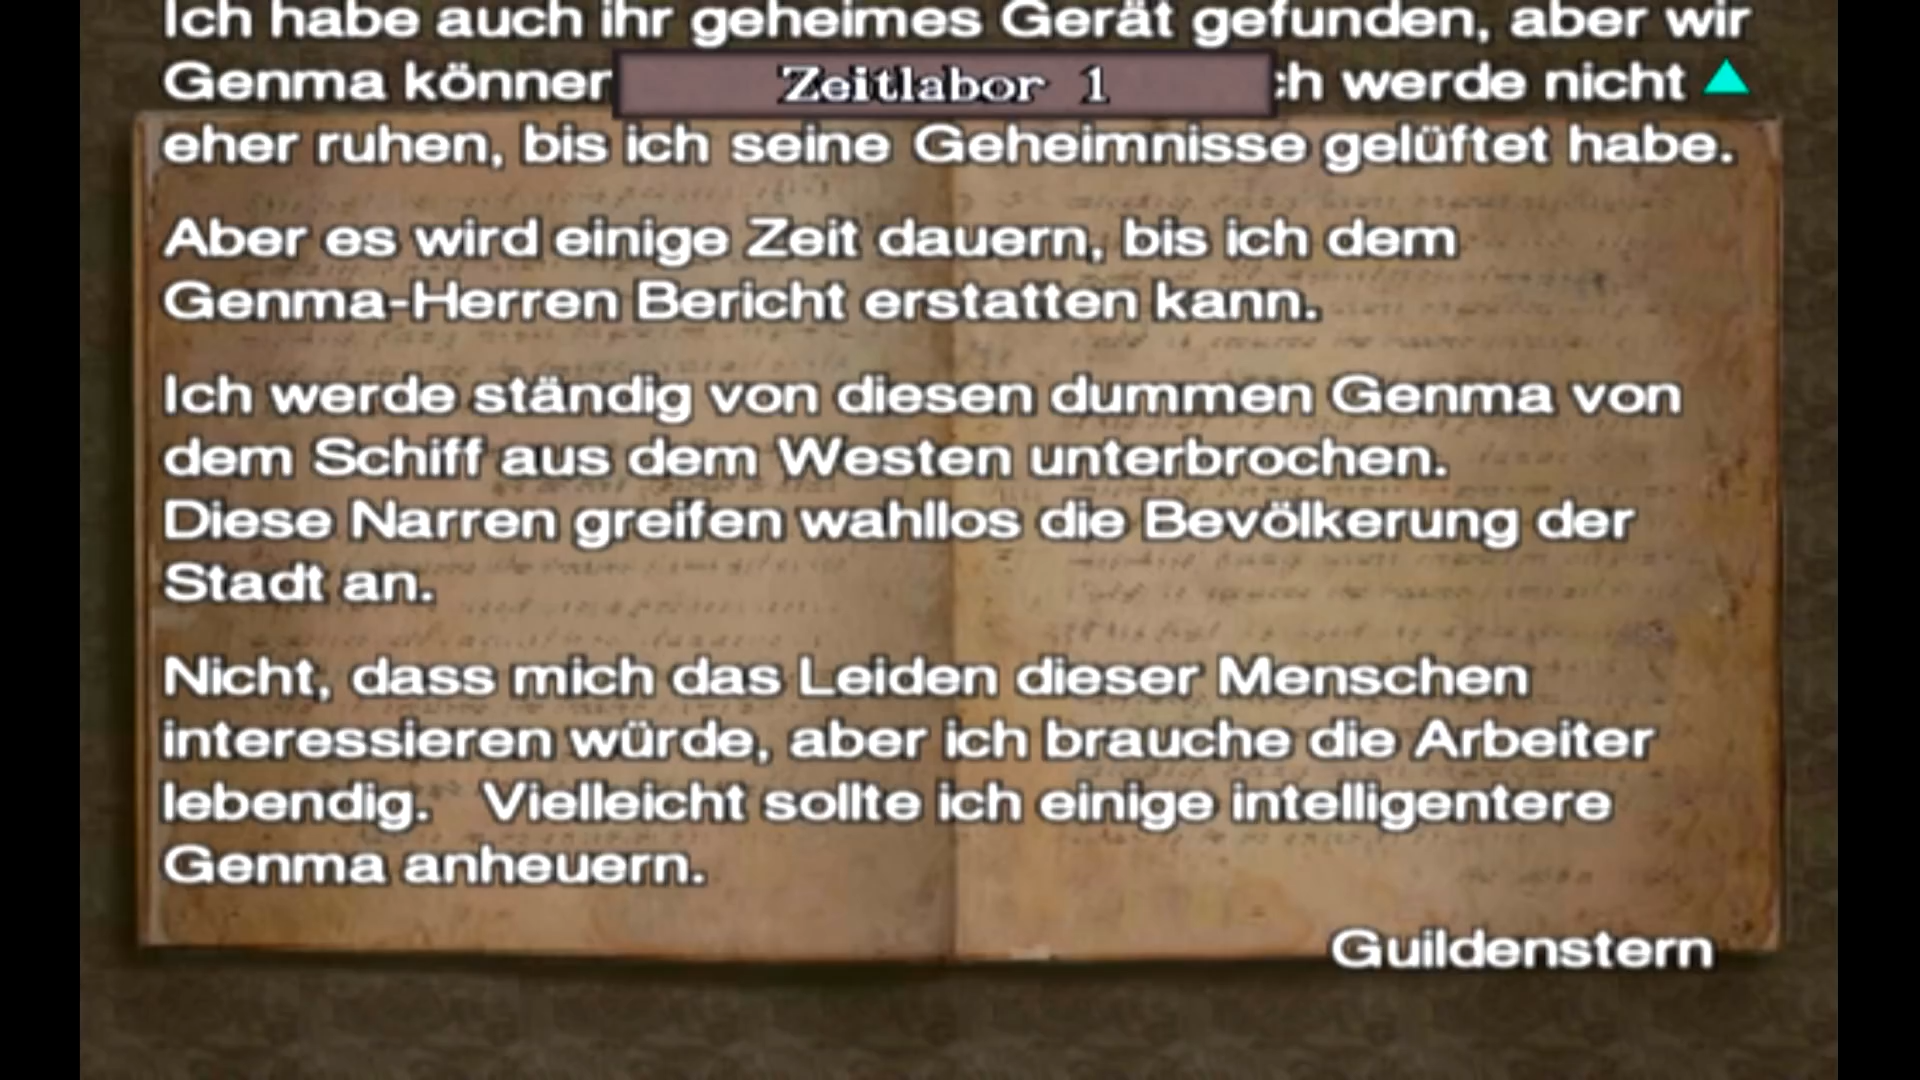 Ich habe auch ihr geheimes Gerät gefunden, aber wir
Zeitlabor 1
Genma werde nicht
eher ruhen, bis ich seine Geheimnisse gelüftet habe.
Aber es wird einige Zeit dauern, bis ich dem
Genma-Herren Bericht erstatten kann.
Ich werde ständig von diesen dummen Genma von
dem Schiff aus dem Westen unterbrochen.
Diese Narren greifen wahllos die Bevölkerung der
Stadt an.
Nicht, dass mich das Leiden dieser Menschen
interessieren würde, aber ich brauche die Arbeiter
lebendig. Vielleicht sollte ich einige intelligentere
Genma anheuern.
Guildenstern